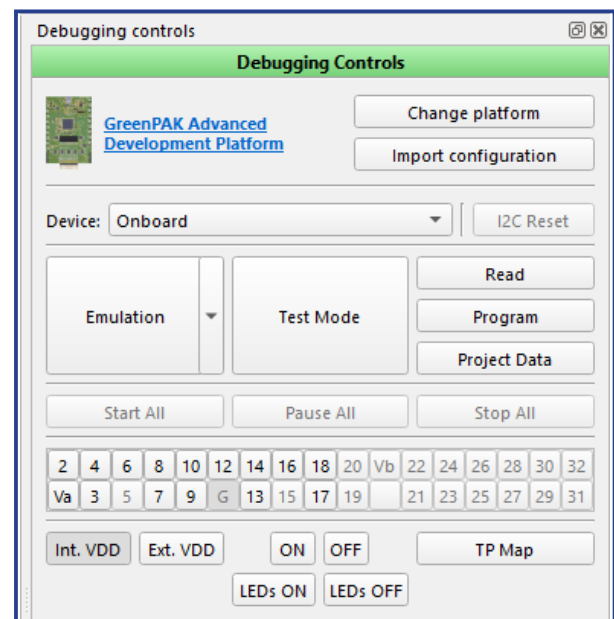 Debugging controls
Debugging Controls
GreenPAK Advanced
Development Platform
Change platform
Import configuration
Device: Onboard I2C Reset
Emulation Test Mode
Read
Program
Project Data
Start All Pause All Stop All
2 4 6 8 10 12 14 16 18 20 Vb 22 24 26 28 30 32
Va 3 5 7 9 G 13 15 17 19 21 23 25 27 29 31
Int. VDD Ext. VDD ON OFF TP Map
LEDs ON LEDs OFF